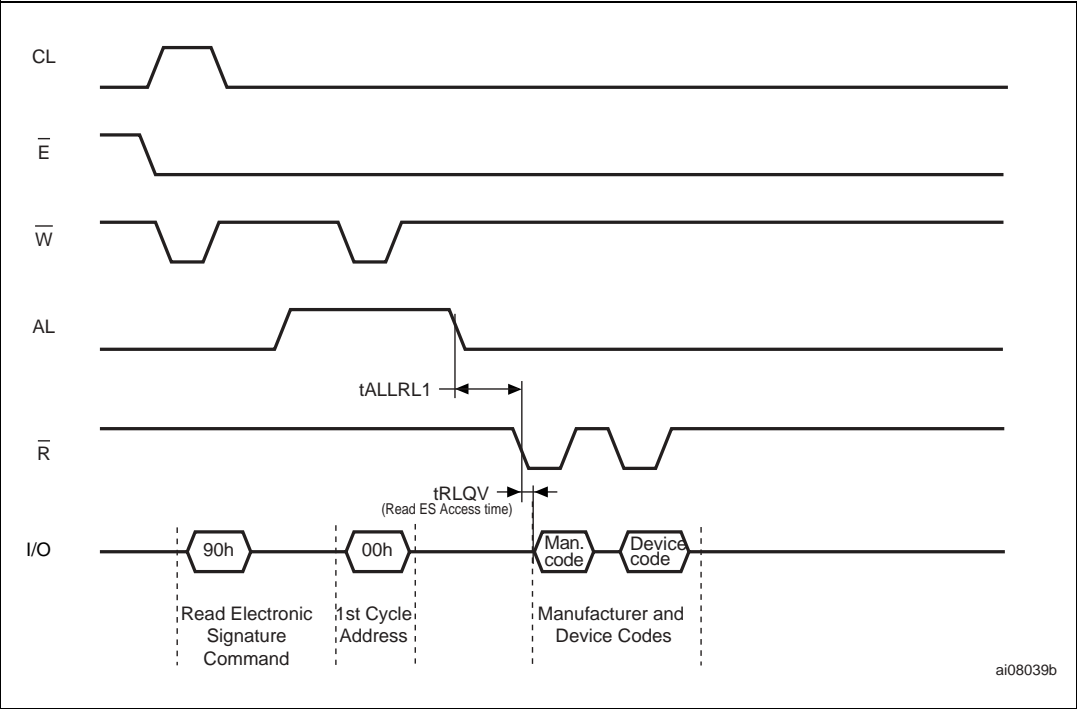 CL
E
W
AL
tALLRL1
R
tRLQV
(Read ES Access time)
I/O
90h
00h
Man.
code
Device
code
Read Electronic
Signature
Command
1st Cycle
Address
Manufacturer and
Device Codes
ai08039b